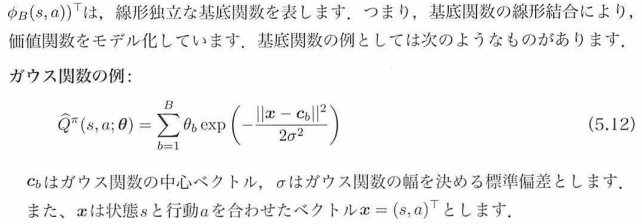 φ_B(s, a))^⊤は，線形独立な基底関数を表します．つまり，基底関数の線形結合により，
価値関数をモデル化しています．基底関数の例としては次のようなものがあります．
ガウス関数の例:
Q̂^π(s, a; θ) = ∑_{b=1}^{B} θ_b exp(−||x − c_b||²/2σ²) (5.12)
c_bはガウス関数の中心ベクトル，σはガウス関数の幅を決める標準偏差とします．
また、xは状態sと行動aを合わせたベクトルx = (s, a)^⊤とします．